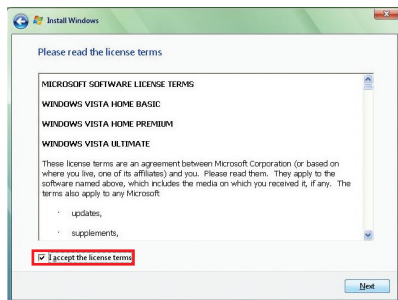 Install Windows
Please read the license terms
MICROSOFT SOFTWARE LICENSE TERMS
WINDOWS VISTA HOME BASIC
WINDOWS VISTA HOME PREMIUM
WINDOWS VISTA ULTIMATE
These license terms are an agreement between Microsoft Corporation (or based on
where you live, one of its affiliates) and you. Please read them. They apply to the
software named above, which includes the media on which you received it, if any. The
terms also apply to any Microsoft
· updates,
· supplements,
I accept the license terms
Next